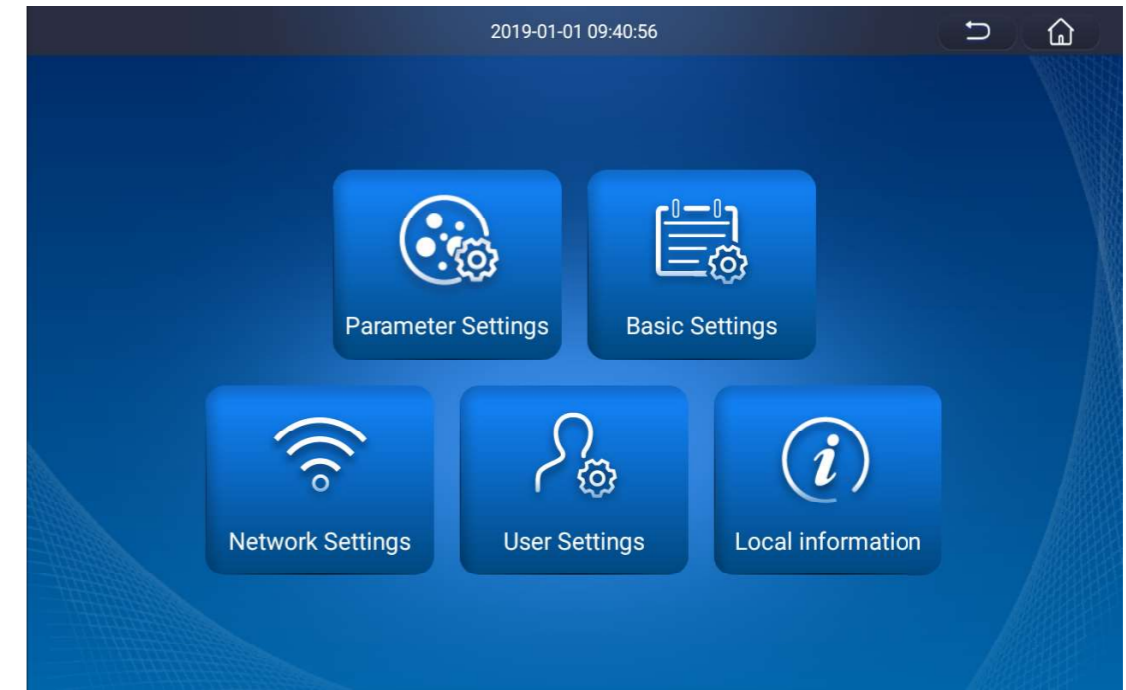 2019-01-01 09:40:56
Parameter Settings
Basic Settings
Network Settings
User Settings
Local information